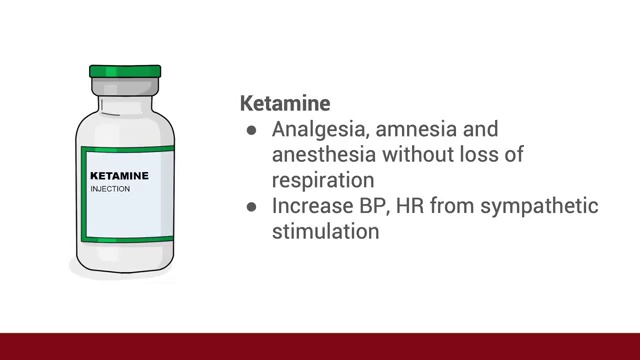 KETAMINE
INJECTION
Ketamine
● Analgesia, amnesia and
anesthesia without loss of
respiration
● Increase BP, HR from sympathetic
stimulation